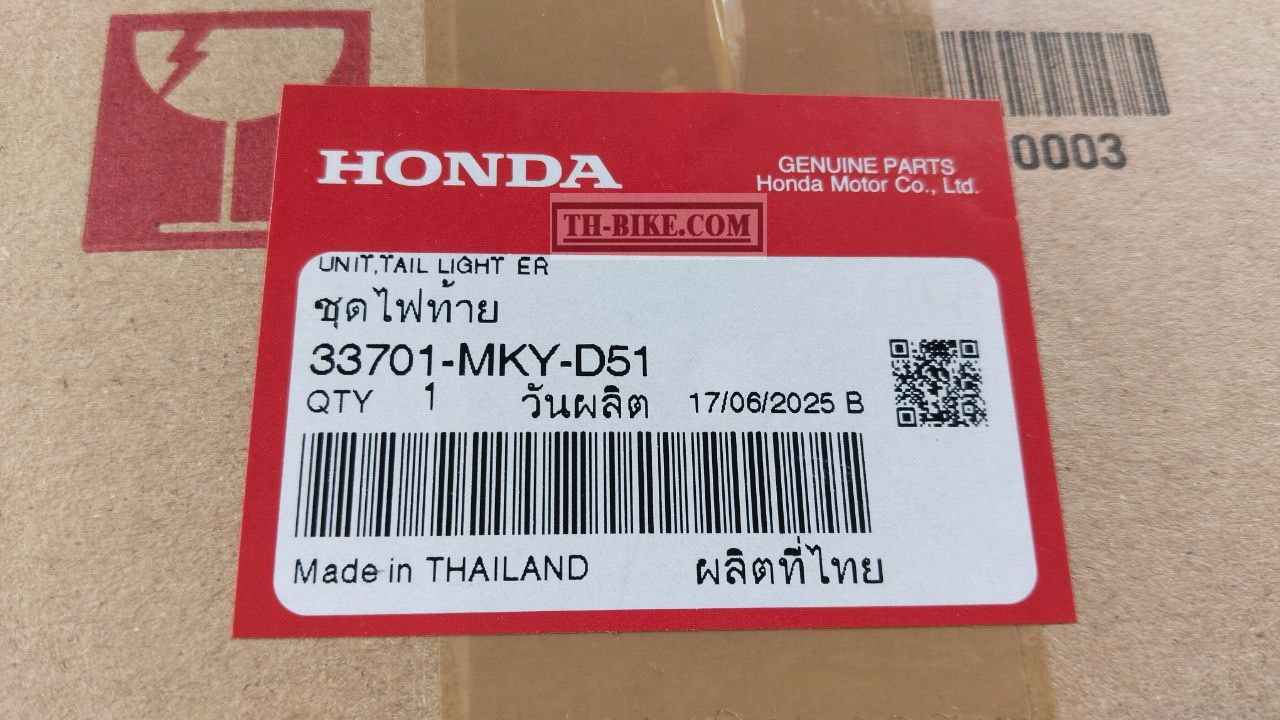 HONDA
GENUINE PARTS
Honda Motor Co., Ltd.
0003
TH-BIKE.COM
UNIT,TAIL LIGHT ER
ชุดไฟท้าย
33701-MKY-D51
QTY 1 วันผลิต 17/06/2025 B
Made in THAILAND ผลิตที่ไทย